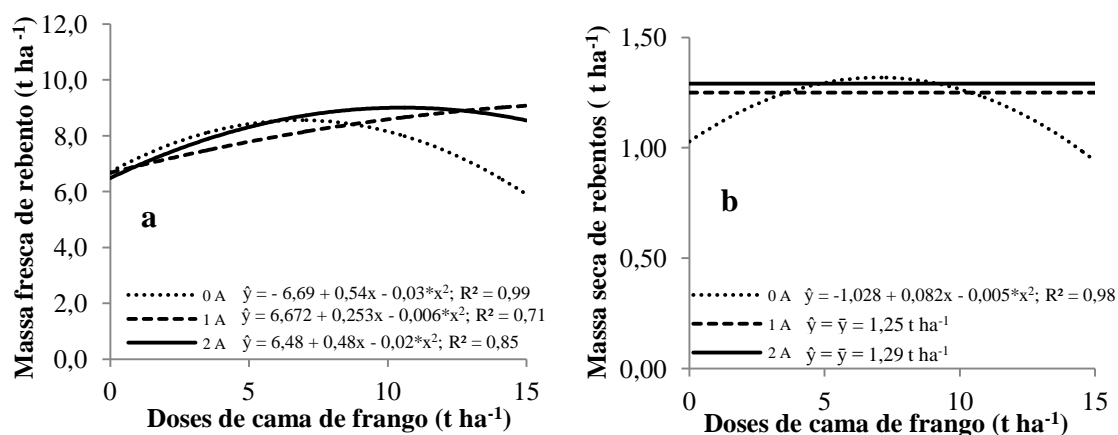 Massa fresca de rebento (t ha⁻¹)
12,0
10,0
8,0
6,0
4,0
2,0
0,0
a
0 A ŷ = - 6,69 + 0,54x - 0,03*x²; R² = 0,99
1 A ŷ = 6,672 + 0,253x - 0,006*x²; R² = 0,71
2 A ŷ = 6,48 + 0,48x - 0,02*x²; R² = 0,85
0 5 10 15
Doses de cama de frango (t ha⁻¹)
Massa seca de rebentos ( t ha⁻¹)
1,50
1,00
0,50
0,00
b
0 A ŷ = -1,028 + 0,082x - 0,005*x²; R² = 0,98
1 A ŷ = ȳ = 1,25 t ha⁻¹
2 A ŷ = ȳ = 1,29 t ha⁻¹
0 5 10 15
Doses de cama de frango (t ha⁻¹)